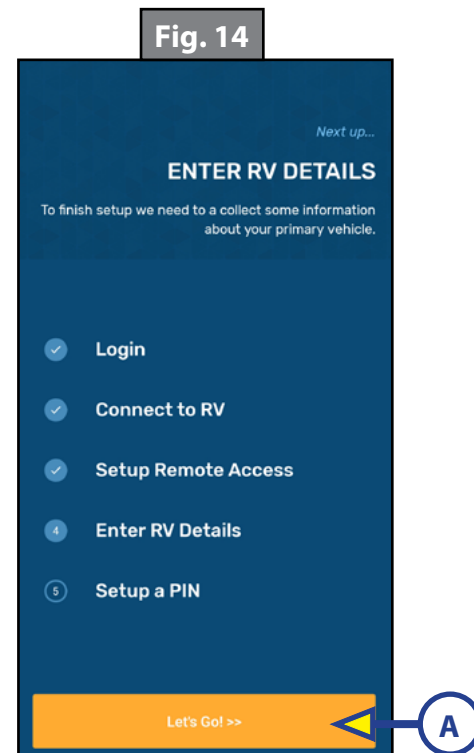 Fig. 14
Next up...
ENTER RV DETAILS
To finish setup we need to a collect some information
about your primary vehicle.
Login
Connect to RV
Setup Remote Access
4 Enter RV Details
5 Setup a PIN
Let's Go! >>
A